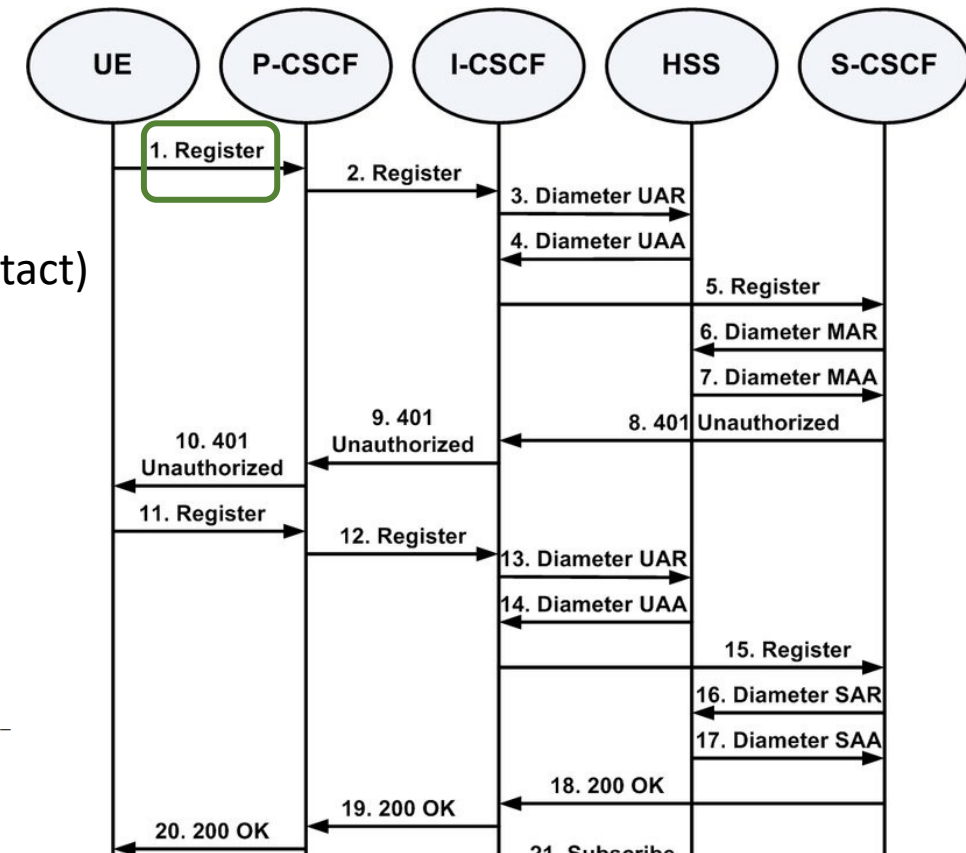 UE
P-CSCF
I-CSCF
HSS
S-CSCF
1. Register
2. Register
3. Diameter UAR
4. Diameter UAA
tact)
5. Register
6. Diameter MAR
7. Diameter MAA
8. 401 Unauthorized
9. 401
Unauthorized
10. 401
Unauthorized
11. Register
12. Register
13. Diameter UAR
14. Diameter UAA
15. Register
16. Diameter SAR
17. Diameter SAA
18. 200 OK
19. 200 OK
20. 200 OK
21. Subscribe